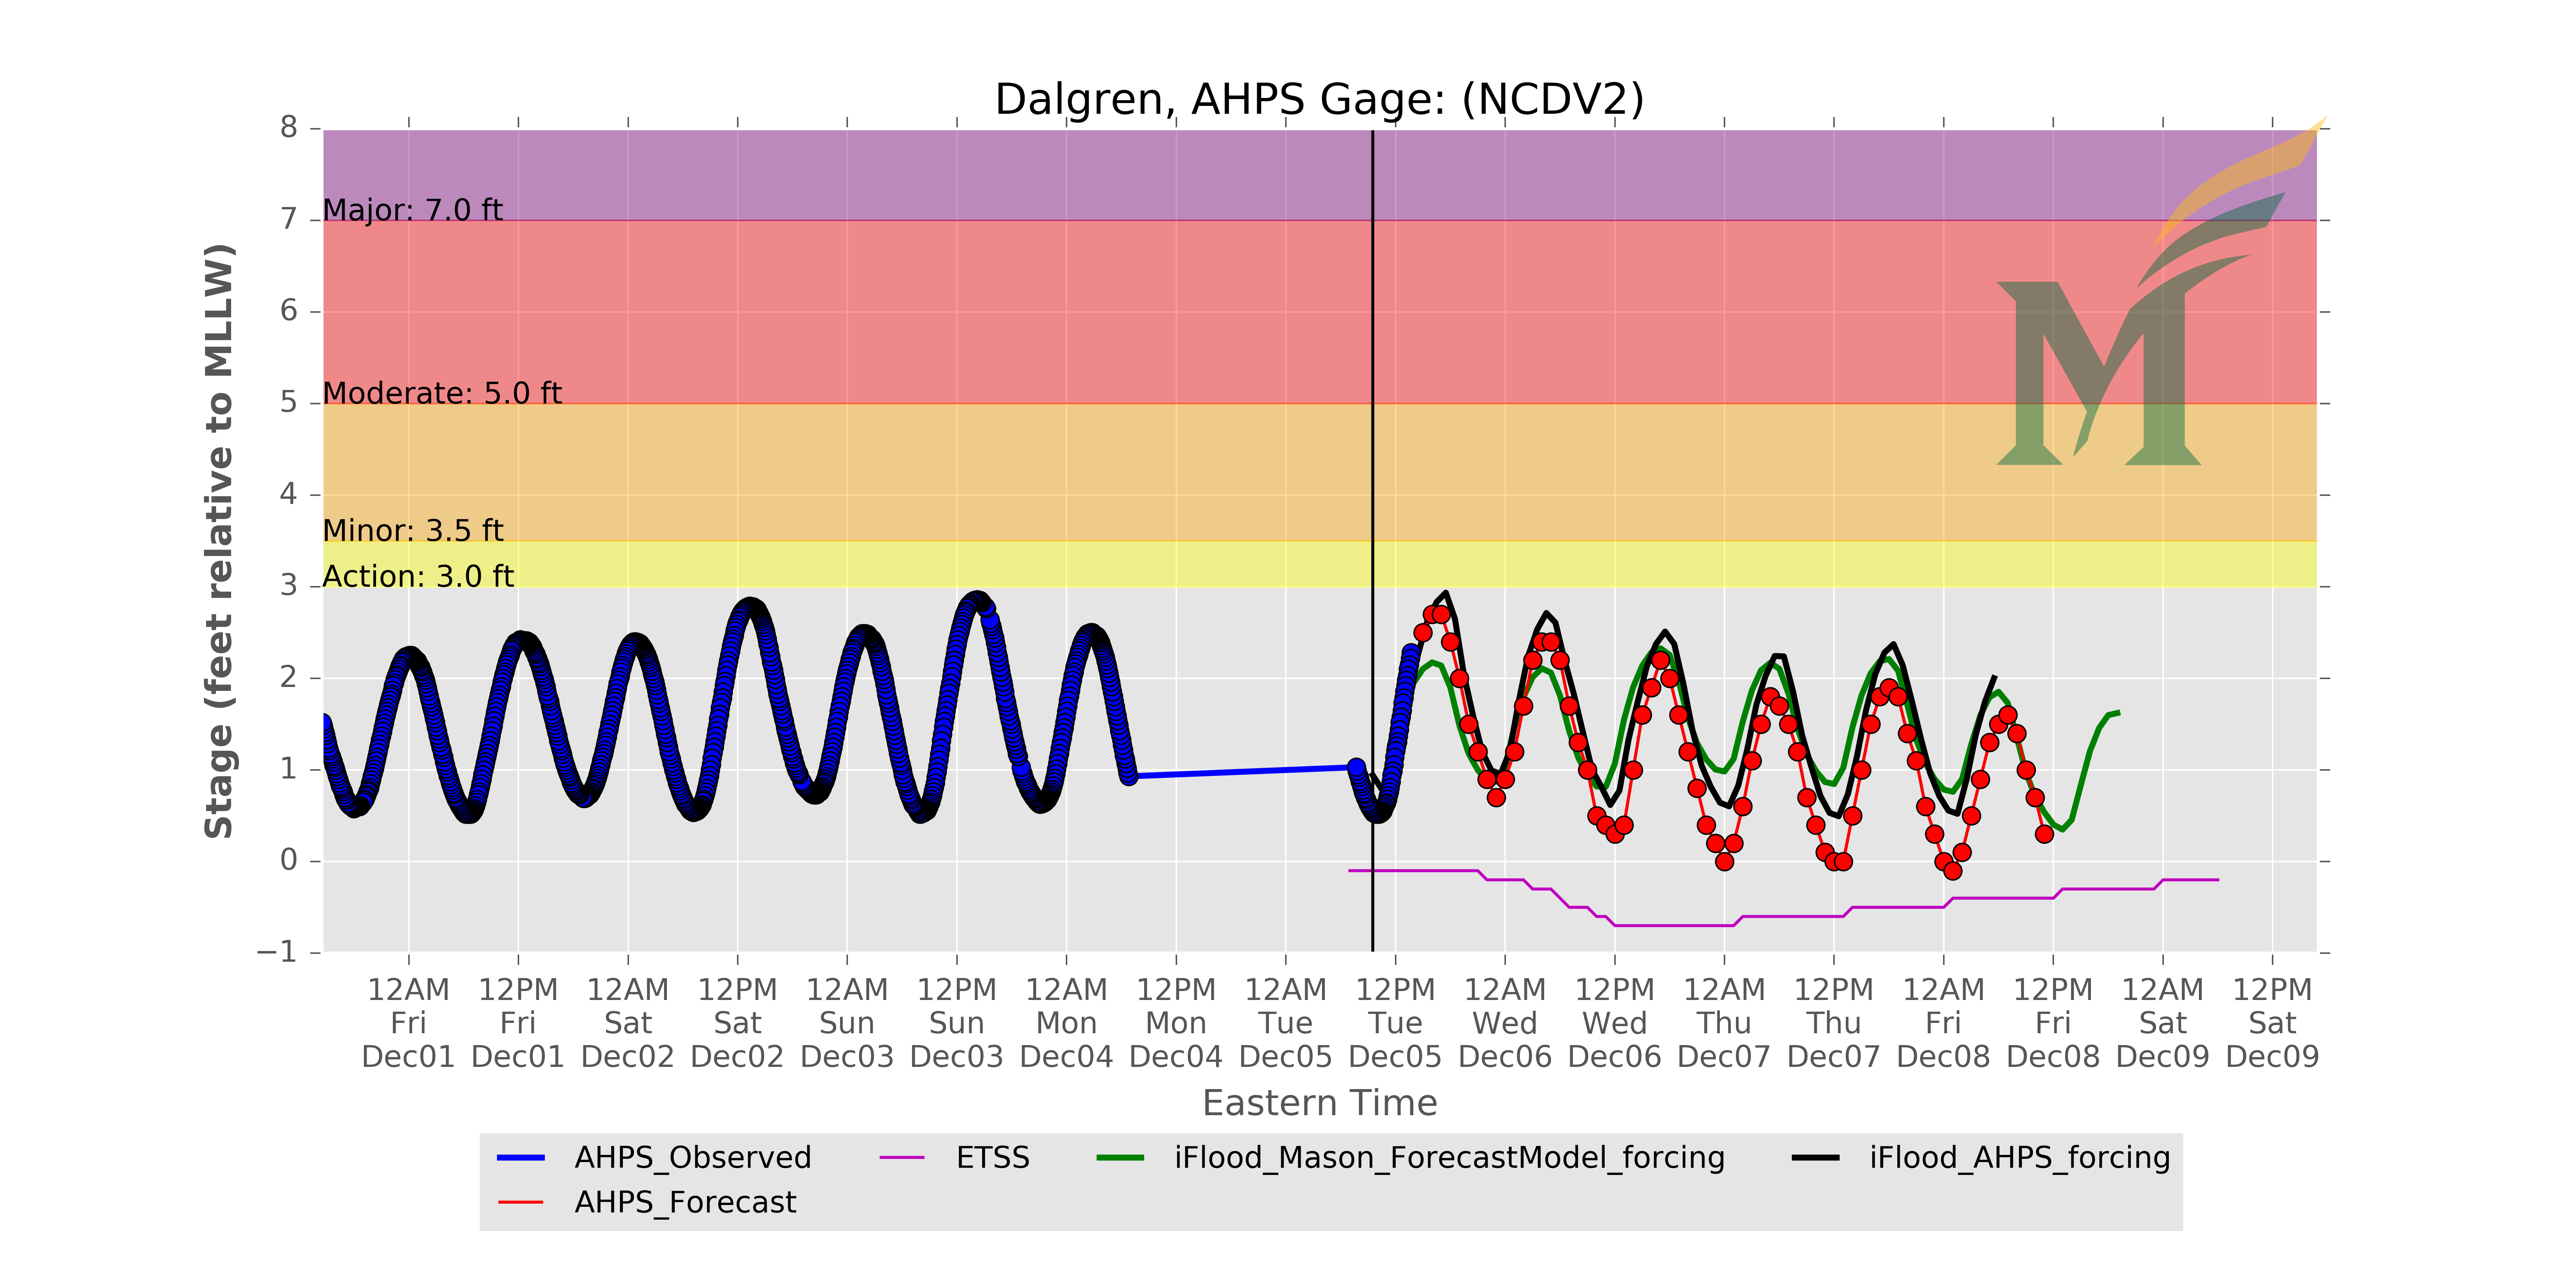 Dalgren, AHPS Gage: (NCDV2)
8
7
6
5
4
3
2
1
0
−1
Stage (feet relative to MLLW)
Major: 7.0 ft
Moderate: 5.0 ft
Minor: 3.5 ft
Action: 3.0 ft
M
12AM 12PM 12AM 12PM 12AM 12PM 12AM 12PM 12AM 12PM 12AM 12PM 12AM 12PM 12AM 12PM 12AM 12PM
Fri Fri Sat Sat Sun Sun Mon Mon Tue Tue Wed Wed Thu Thu Fri Fri Sat Sat
Dec01 Dec01 Dec02 Dec02 Dec03 Dec03 Dec04 Dec04 Dec05 Dec05 Dec06 Dec06 Dec07 Dec07 Dec08 Dec08 Dec09 Dec09
Eastern Time
AHPS_Observed ETSS iFlood_Mason_ForecastModel_forcing iFlood_AHPS_forcing
AHPS_Forecast